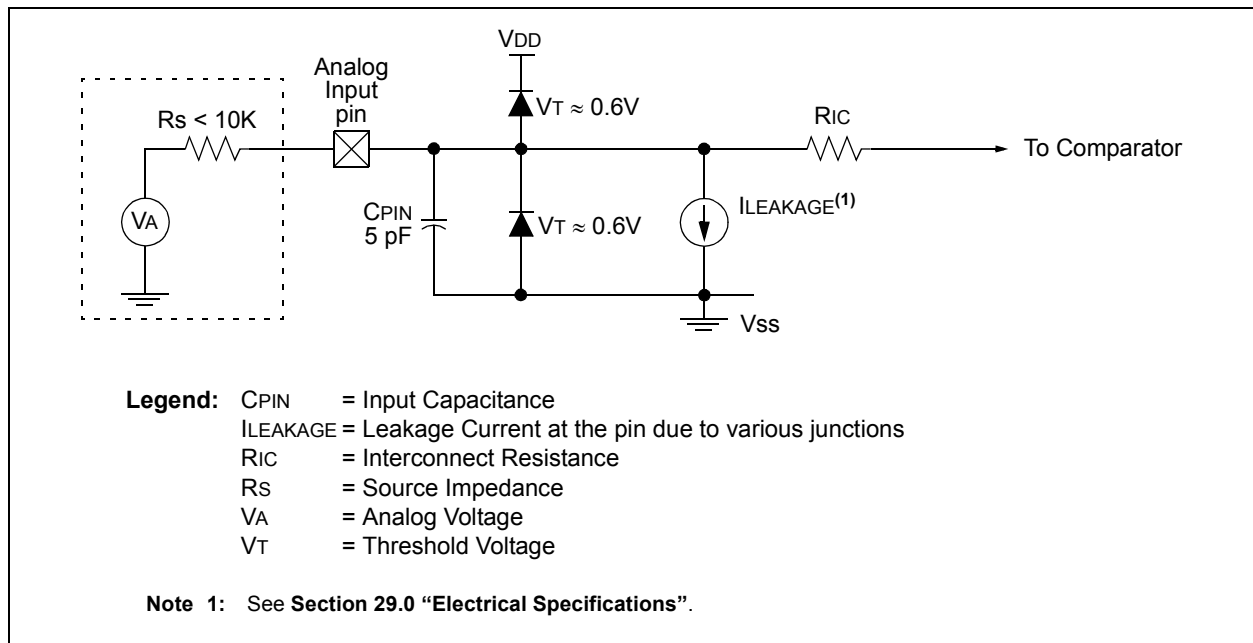 VDD
Analog
Input
pin
Rs < 10K
VT ≈ 0.6V
RIC
To Comparator
VA
CPIN
5 pF
VT ≈ 0.6V
ILEAKAGE(1)
Vss
Legend: CPIN = Input Capacitance
ILEAKAGE = Leakage Current at the pin due to various junctions
RIC = Interconnect Resistance
RS = Source Impedance
VA = Analog Voltage
VT = Threshold Voltage
Note 1: See Section 29.0 “Electrical Specifications”.